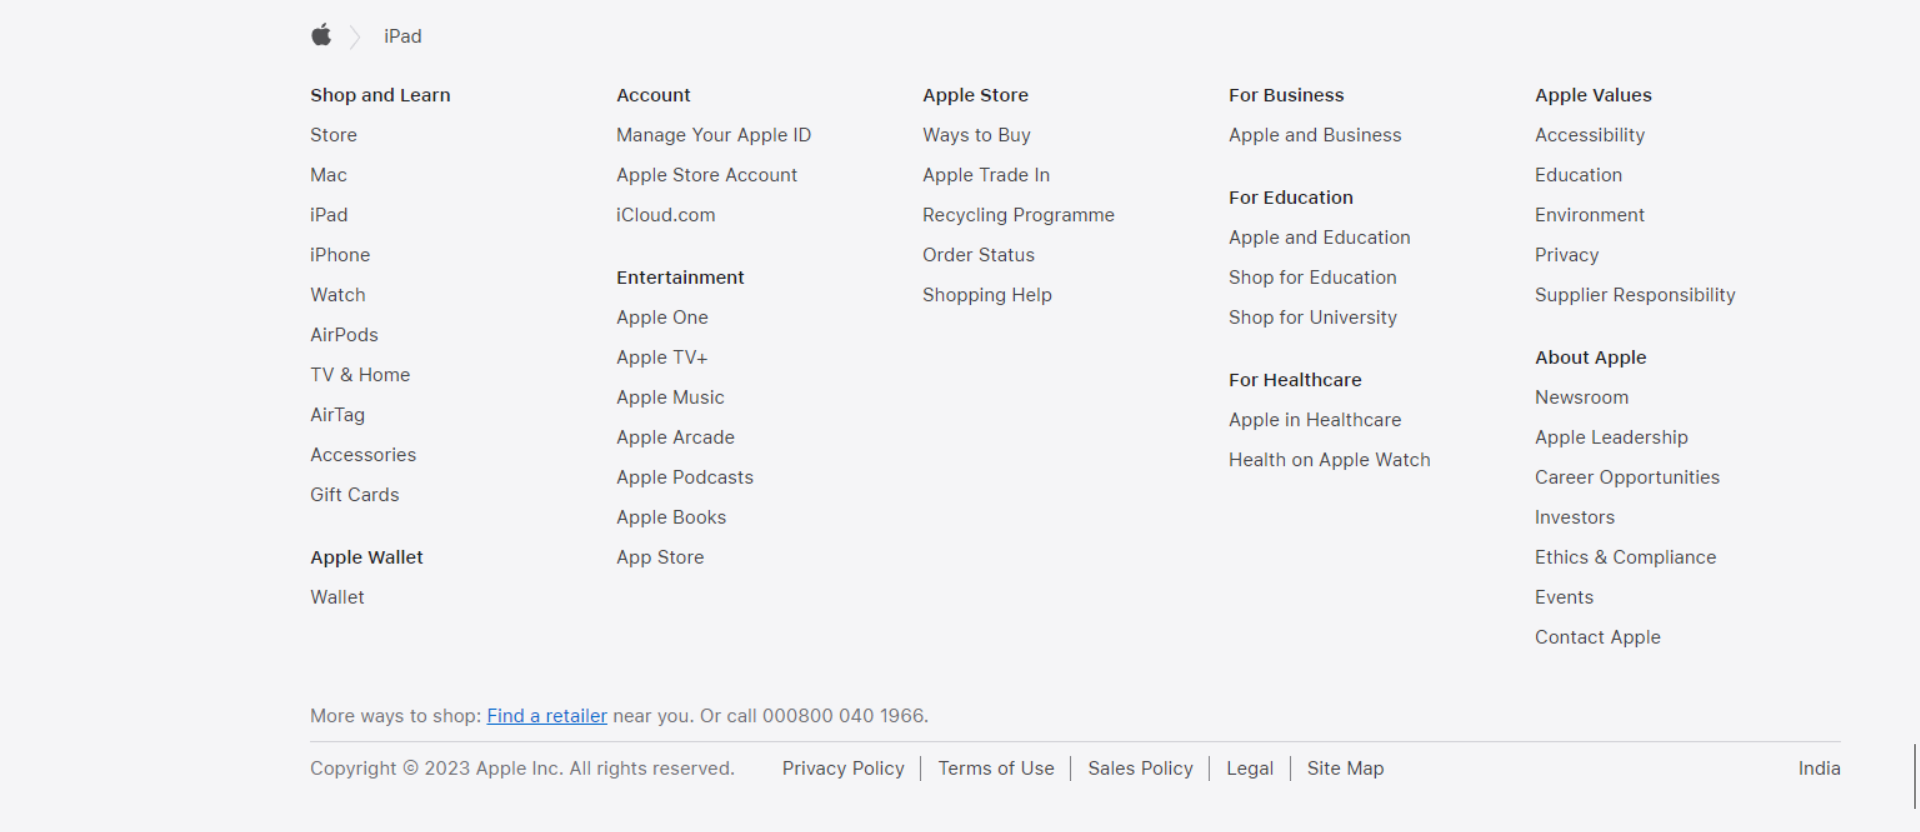 iPad
Shop and Learn
Store
Mac
iPad
iPhone
Watch
AirPods
TV & Home
AirTag
Accessories
Gift Cards
Apple Wallet
Wallet
Account
Manage Your Apple ID
Apple Store Account
iCloud.com
Entertainment
Apple One
Apple TV+
Apple Music
Apple Arcade
Apple Podcasts
Apple Books
App Store
Apple Store
Ways to Buy
Apple Trade In
Recycling Programme
Order Status
Shopping Help
For Business
Apple and Business
For Education
Apple and Education
Shop for Education
Shop for University
For Healthcare
Apple in Healthcare
Health on Apple Watch
Apple Values
Accessibility
Education
Environment
Privacy
Supplier Responsibility
About Apple
Newsroom
Apple Leadership
Career Opportunities
Investors
Ethics & Compliance
Events
Contact Apple
More ways to shop: Find a retailer near you. Or call 000800 040 1966.
Copyright © 2023 Apple Inc. All rights reserved. Privacy Policy | Terms of Use | Sales Policy | Legal | Site Map India